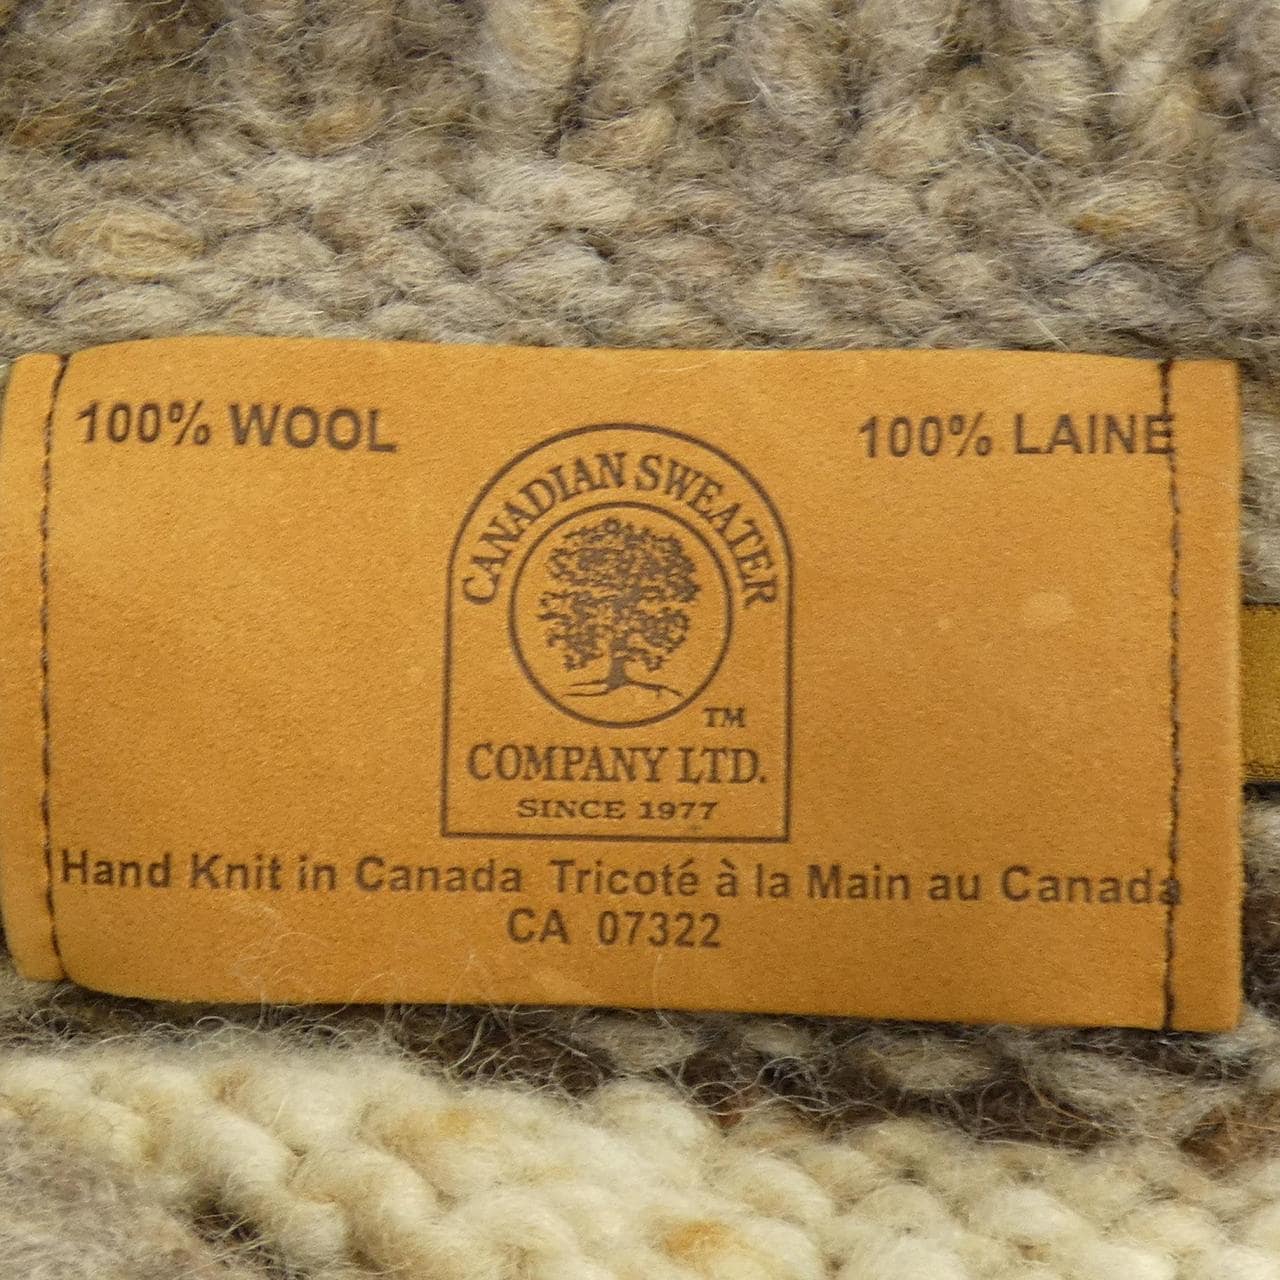 100% WOOL 100% LAINE
CANADIAN SWEATER
TM
COMPANY LTD.
SINCE 1977
Hand Knit in Canada Tricoté à la Main au Canada
CA 07322